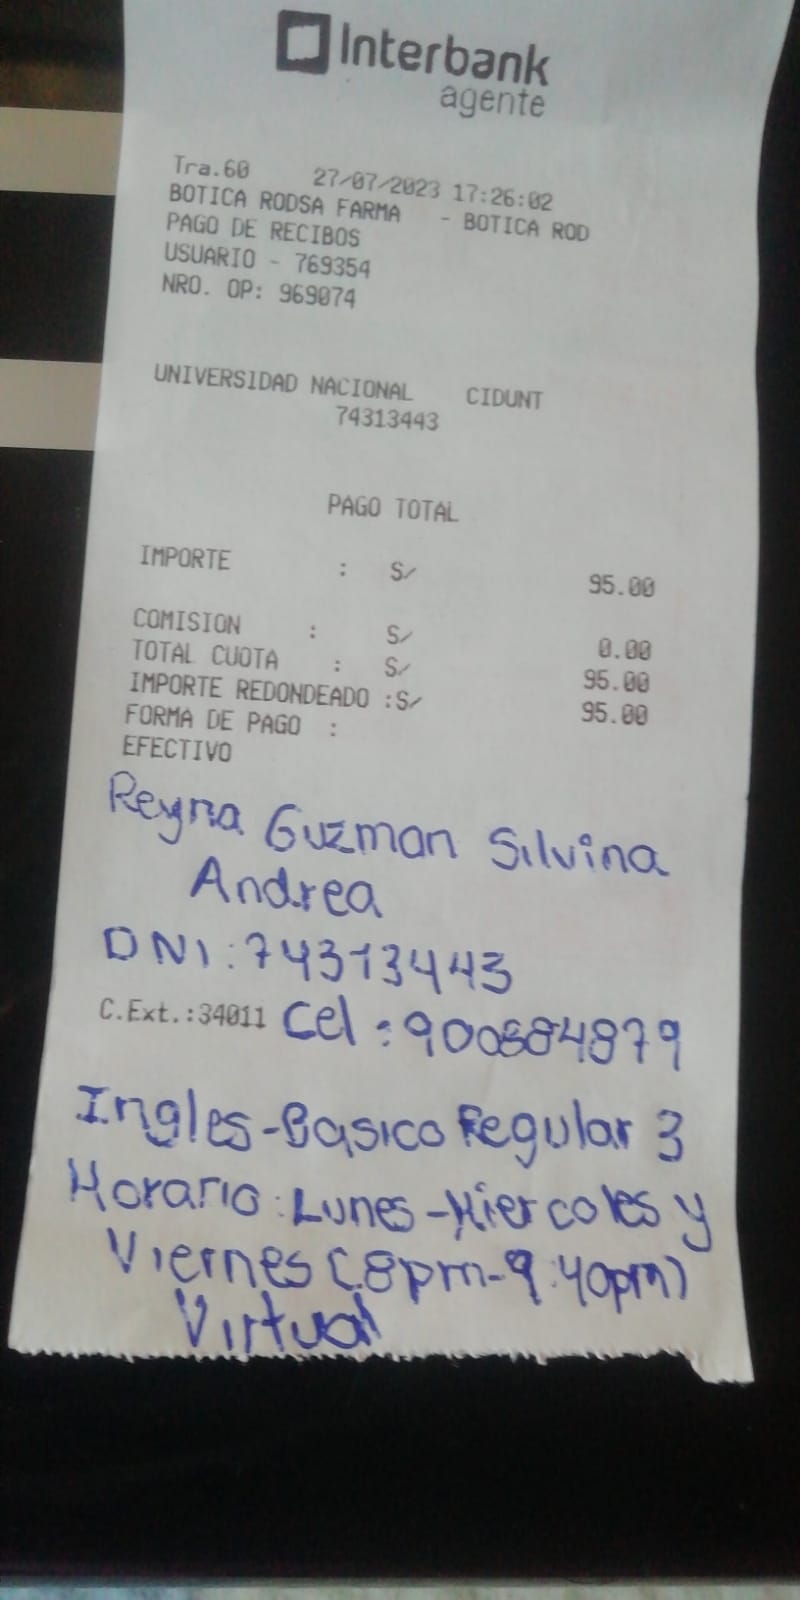 Interbank
agente
Tra.60 27/07/2023 17:26:02
BOTICA RODSA FARMA - BOTICA ROD
PAGO DE RECIBOS
USUARIO - 769354
NRO. OP: 969074
UNIVERSIDAD NACIONAL CIDUNT
74313443
PAGO TOTAL
IMPORTE : S/ 95.00
COMISION : S/ 0.00
TOTAL CUOTA : S/ 95.00
IMPORTE REDONDEADO :S/ 95.00
FORMA DE PAGO :
EFECTIVO
Reyna Guzman Silvina
Andrea
DNI: 74313443
C.Ext.:34011 Cel: 900684879
Ingles-Basico Regular 3
Horario: Lunes-Miercoles y
Viernes (8pm-9:40pm)
Virtual